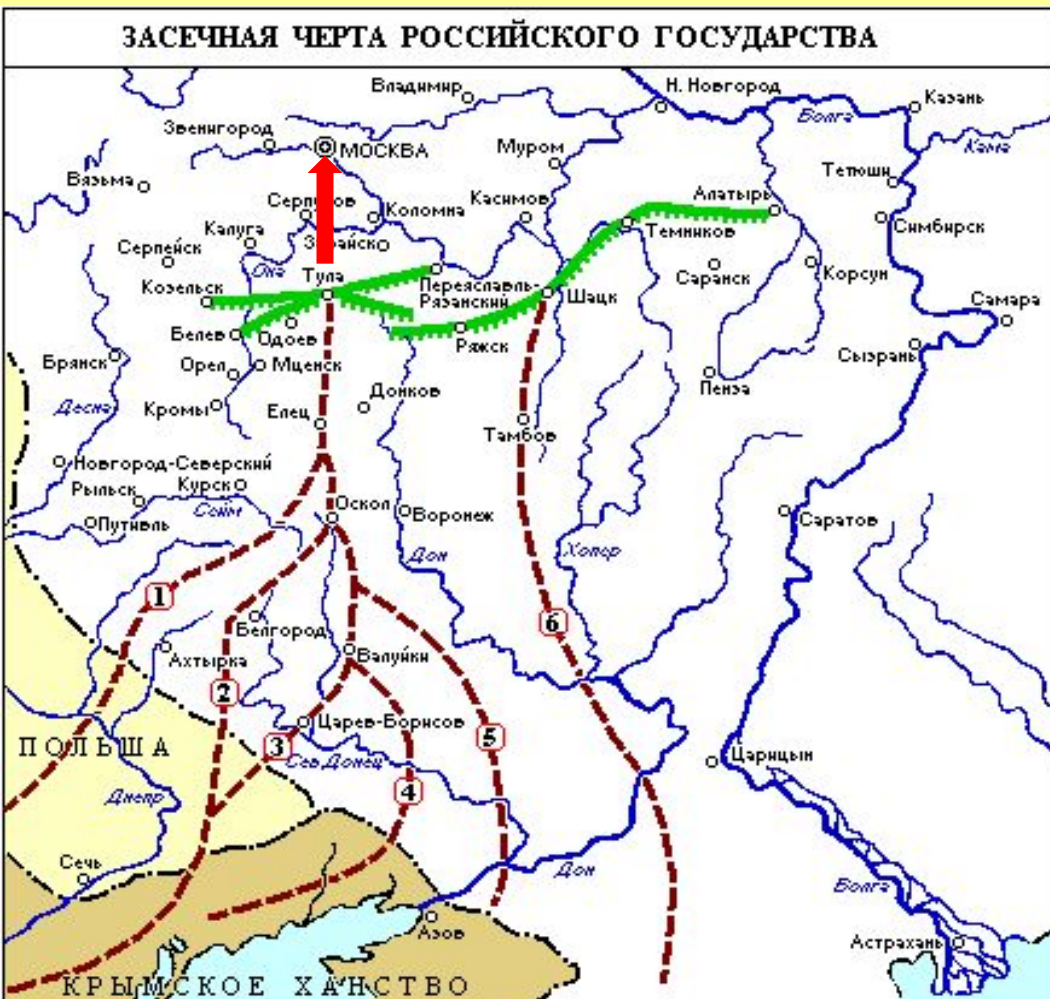 ЗАСЕЧНАЯ ЧЕРТА РОССИЙСКОГО ГОСУДАРСТВА
Владимир
Н. Новгород
Казань
Волга
Звенигород
МОСКВА
Муром
Кама
Тетюши
Вязьма
Касимов
Алатырь
Коломна
Темников
Симбирск
Калуга
Серпейск
Ока
Тула
Переяславль-
Рязанский
Шацк
Саранск
Корсун
Козельск
Самара
Белев
Одоев
Ряжск
Сызрань
Брянск
Орел
Мценск
Пенза
Десна
Кромы
Елец
Донков
Тамбов
Новгород-Северский
Рыльск
Курск
Оскол
Воронеж
Путивль
Сейм
Саратов
Дон
Хопер
1
Белгород
6
Ахтырка
Валуйки
2
Царев-Борисов
5
3
ПОЛЬША
Сев.Донец
Царицын
4
Днепр
Сечь
Дон
Волга
Азов
Астрахань
КРЫМСКОЕ ХАНСТВО